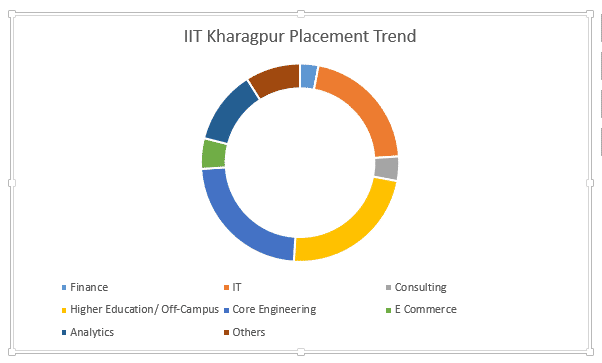 IIT Kharagpur Placement Trend
Finance IT Consulting
Higher Education/ Off-Campus Core Engineering E Commerce
Analytics Others